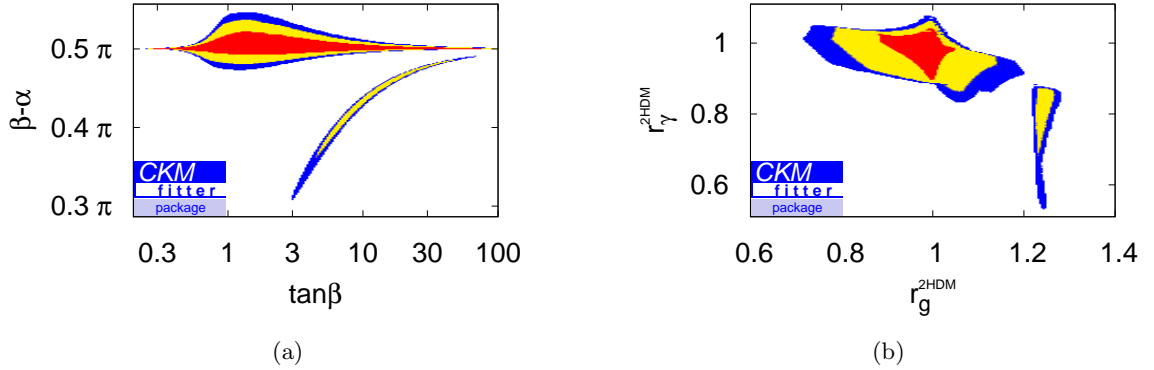 0.5 π
0.4 π
0.3 π
β-α
CKM
fitter
package
0.3 1 3 10 30 100
tanβ
(a)
1
0.8
0.6
r_γ^2HDM
CKM
fitter
package
0.6 0.8 1 1.2 1.4
r_g^2HDM
(b)